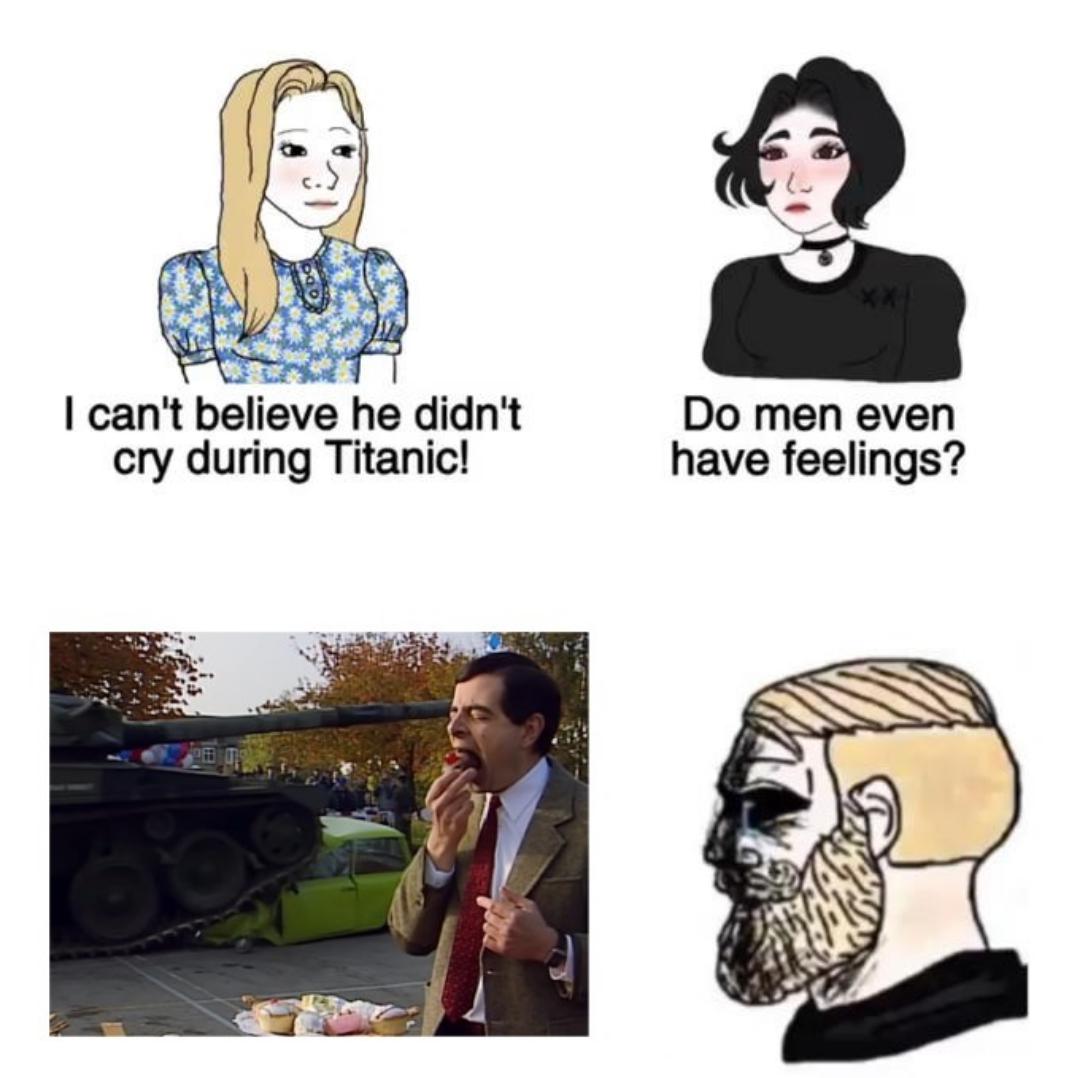 I can't believe he didn't
cry during Titanic!
Do men even
have feelings?